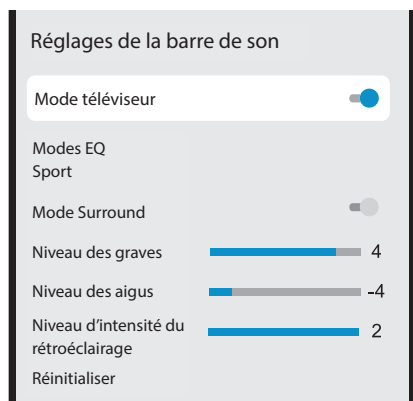 Réglages de la barre de son
Mode téléviseur
Modes EQ
Sport
Mode Surround
Niveau des graves 4
Niveau des aigus -4
Niveau d'intensité du
rétroéclairage 2
Réinitialiser